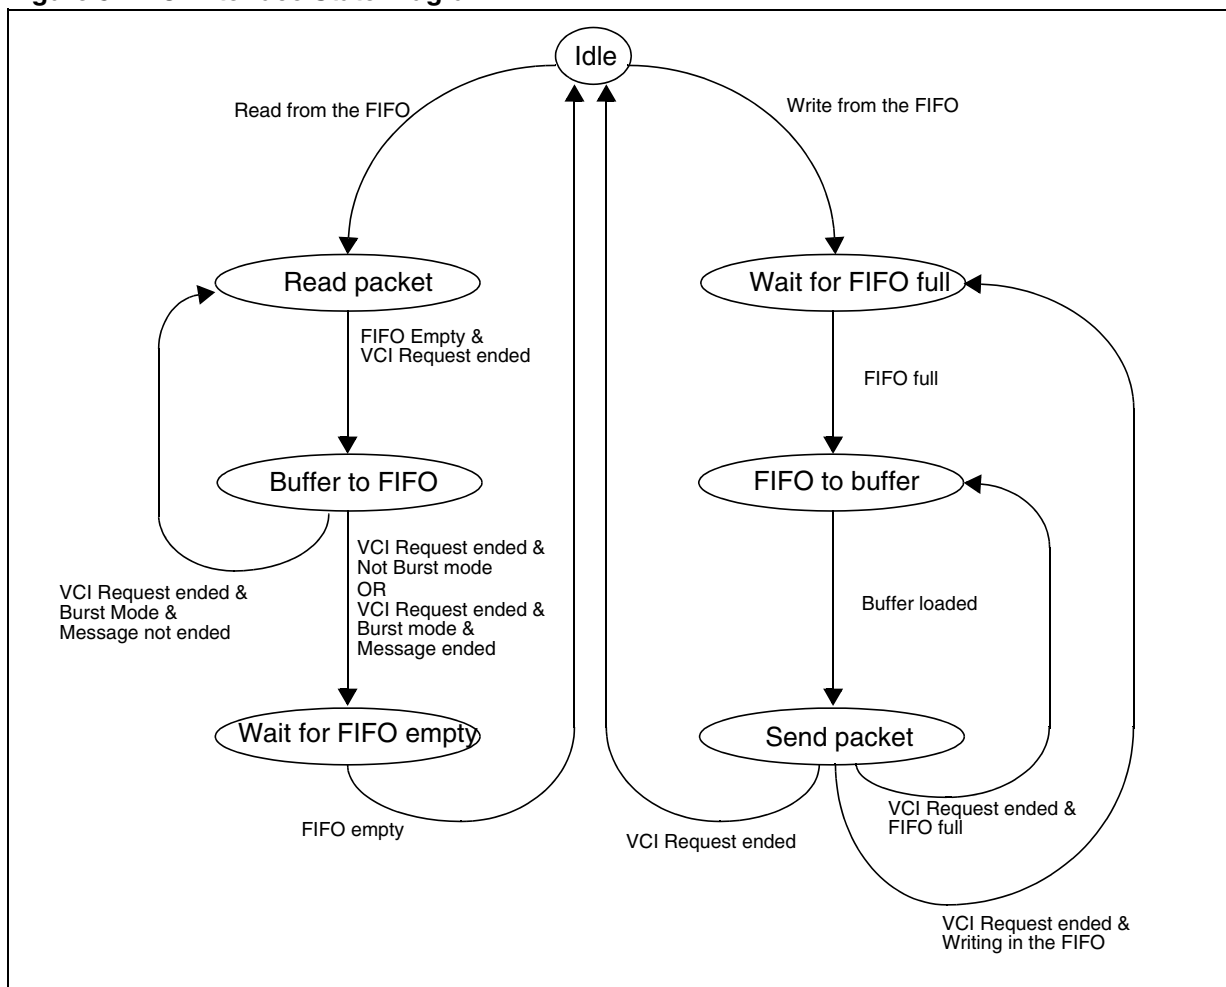 Idle
Read from the FIFO
Write from the FIFO
Read packet
Wait for FIFO full
FIFO Empty &
VCI Request ended
FIFO full
Buffer to FIFO
FIFO to buffer
VCI Request ended &
Not Burst mode
OR
VCI Request ended &
Burst mode &
Message ended
VCI Request ended &
Burst Mode &
Message not ended
Buffer loaded
Wait for FIFO empty
Send packet
FIFO empty
VCI Request ended
VCI Request ended &
FIFO full
VCI Request ended &
Writing in the FIFO